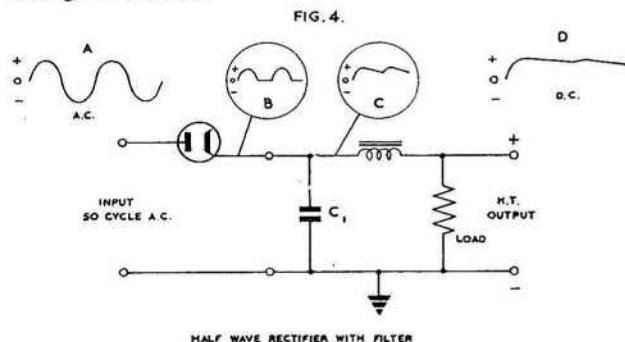 FIG. 4.
A
+
o
−
A.C.
+
o
−
B
+
o
−
C
D
+
o
−
D.C.
INPUT
50 CYCLE A.C.
C1
LOAD
+
H.T.
OUTPUT
−
HALF WAVE RECTIFIER WITH FILTER